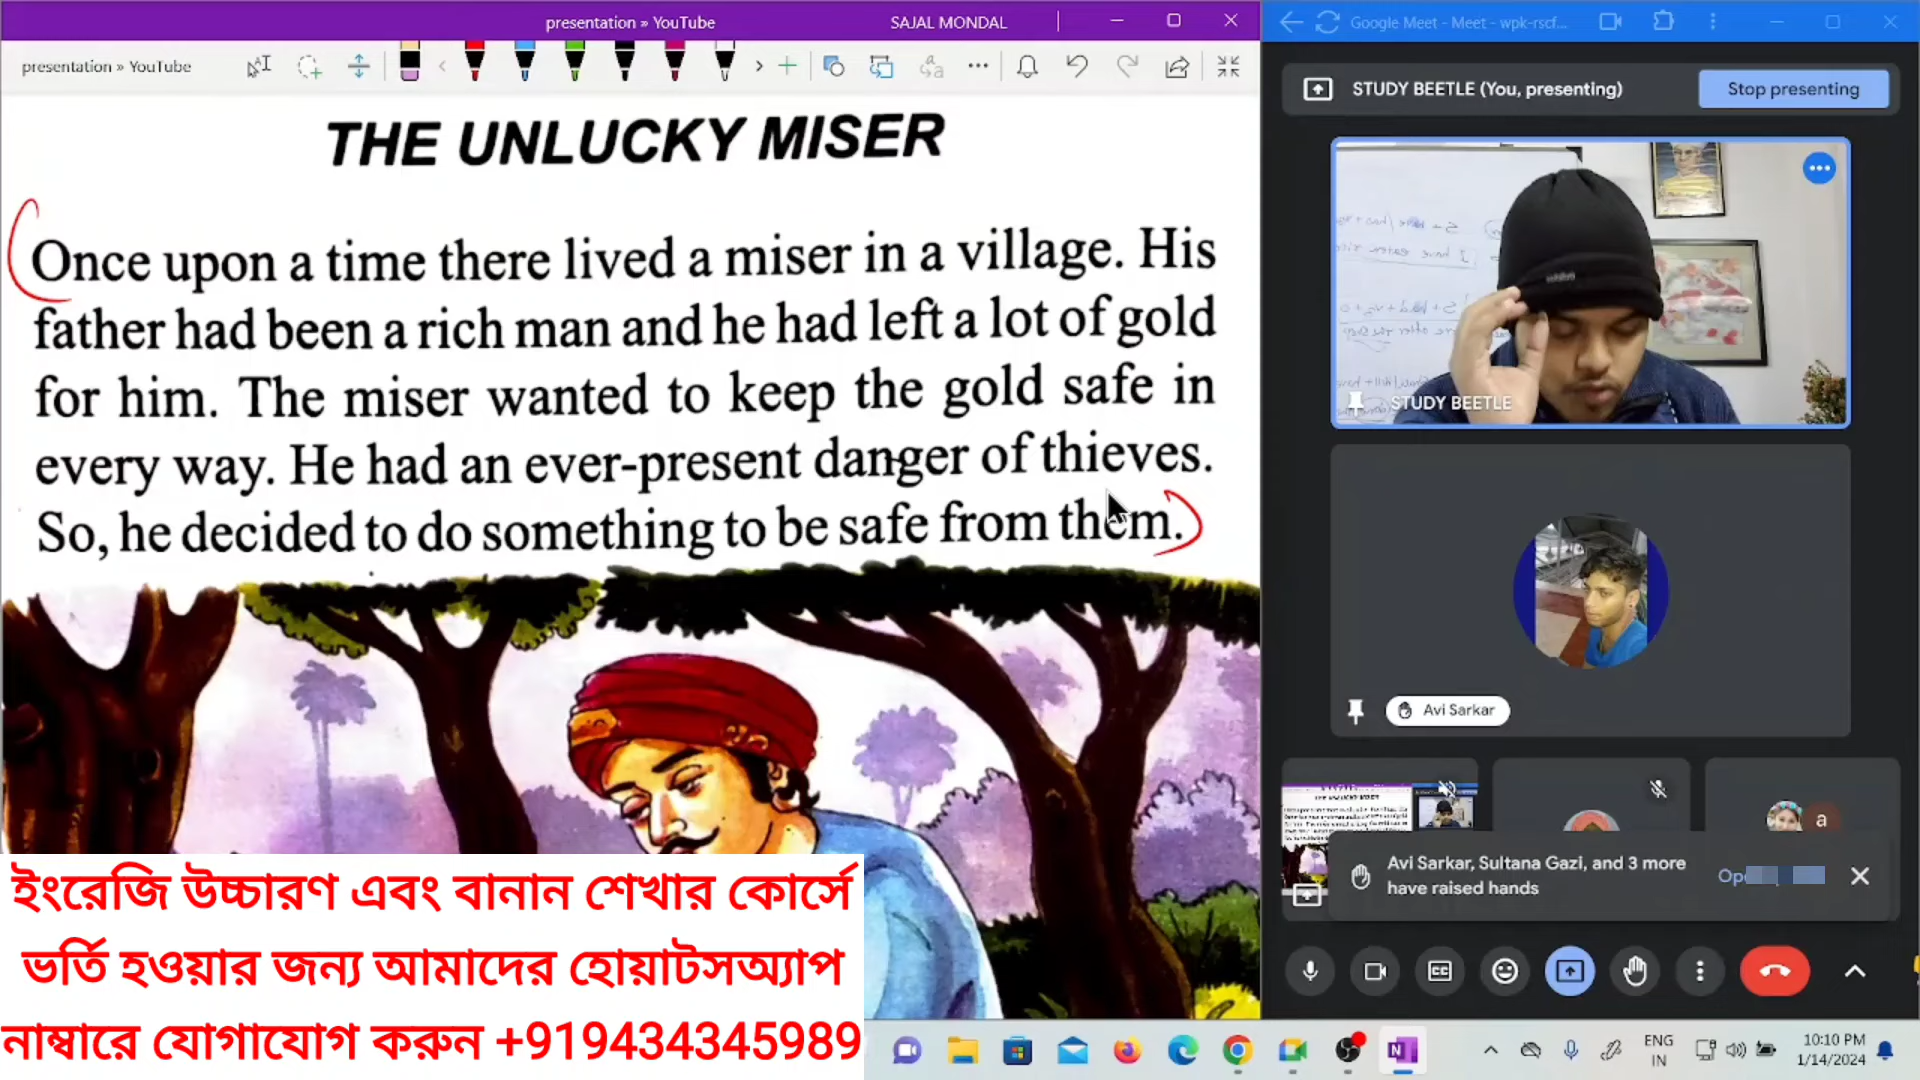 presentation » YouTube
SAJAL MONDAL
presentation » YouTube
THE UNLUCKY MISER
Once upon a time there lived a miser in a village. His
father had been a rich man and he had left a lot of gold
for him. The miser wanted to keep the gold safe in
every way. He had an ever-present danger of thieves.
So, he decided to do something to be safe from them.
ইংরেজি উচ্চারণ এবং বানান শেখার কোর্সে
ভর্তি হওয়ার জন্য আমাদের হোয়াটসঅ্যাপ
নাম্বারে যোগাযোগ করুন +919434345989
Google Meet - Meet - wpk-rscf...
STUDY BEETLE (You, presenting)
Stop presenting
STUDY BEETLE
Avi Sarkar
a
Avi Sarkar, Sultana Gazi, and 3 more
have raised hands
ENG
IN
10:10 PM
1/14/2024